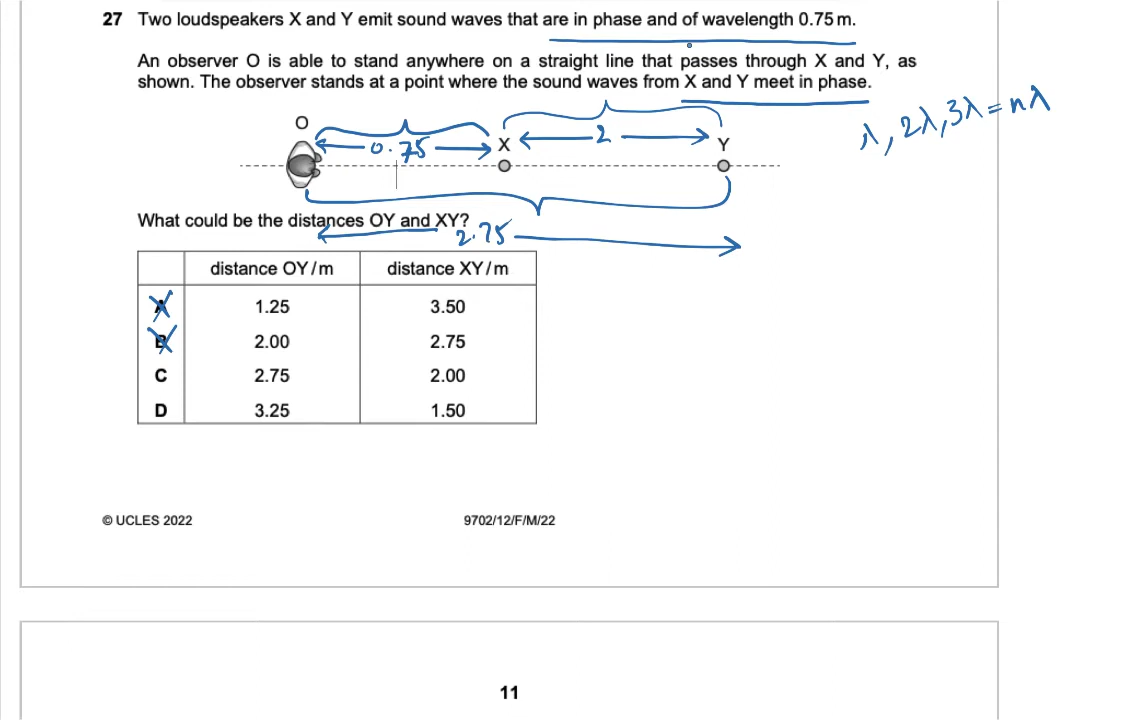 27 Two loudspeakers X and Y emit sound waves that are in phase and of wavelength 0.75 m.
An observer O is able to stand anywhere on a straight line that passes through X and Y, as
shown. The observer stands at a point where the sound waves from X and Y meet in phase.
λ, 2λ, 3λ = nλ
O
0.75 X 2 Y
What could be the distances OY and XY?
2.75
distance OY / m distance XY / m
A 1.25 3.50
B 2.00 2.75
C 2.75 2.00
D 3.25 1.50
© UCLES 2022 9702/12/F/M/22
11